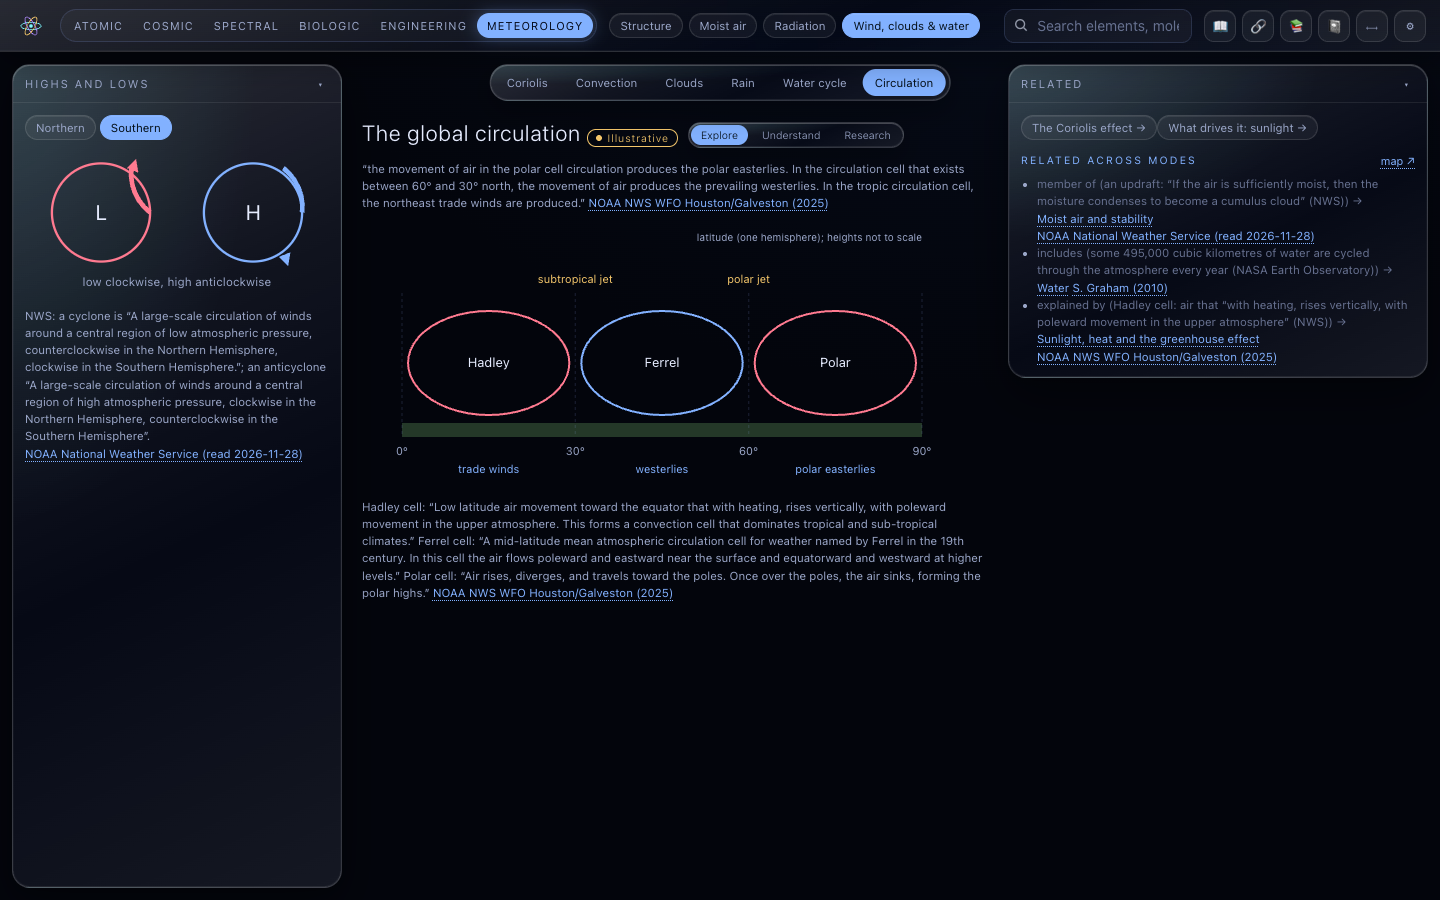 ATOMIC COSMIC SPECTRAL BIOLOGIC ENGINEERING METEOROLOGY
Structure Moist air Radiation Wind, clouds & water
Search elements, mole
HIGHS AND LOWS
Northern Southern
L H
low clockwise, high anticlockwise
NWS: a cyclone is “A large-scale circulation of winds
around a central region of low atmospheric pressure,
counterclockwise in the Northern Hemisphere,
clockwise in the Southern Hemisphere.”; an anticyclone
“A large-scale circulation of winds around a central
region of high atmospheric pressure, clockwise in the
Northern Hemisphere, counterclockwise in the
Southern Hemisphere”.
NOAA National Weather Service (read 2026-11-28)
Coriolis Convection Clouds Rain Water cycle Circulation
The global circulation Illustrative Explore Understand Research
“the movement of air in the polar cell circulation produces the polar easterlies. In the circulation cell that exists
between 60° and 30° north, the movement of air produces the prevailing westerlies. In the tropic circulation cell,
the northeast trade winds are produced.” NOAA NWS WFO Houston/Galveston (2025)
latitude (one hemisphere); heights not to scale
subtropical jet polar jet
Hadley Ferrel Polar
0° 30° 60° 90°
trade winds westerlies polar easterlies
Hadley cell: “Low latitude air movement toward the equator that with heating, rises vertically, with poleward
movement in the upper atmosphere. This forms a convection cell that dominates tropical and sub-tropical
climates.” Ferrel cell: “A mid-latitude mean atmospheric circulation cell for weather named by Ferrel in the 19th
century. In this cell the air flows poleward and eastward near the surface and equatorward and westward at higher
levels.” Polar cell: “Air rises, diverges, and travels toward the poles. Once over the poles, the air sinks, forming the
polar highs.” NOAA NWS WFO Houston/Galveston (2025)
RELATED
The Coriolis effect → What drives it: sunlight →
RELATED ACROSS MODES map ↗
member of (an updraft: “If the air is sufficiently moist, then the
moisture condenses to become a cumulus cloud” (NWS)) →
Moist air and stability
NOAA National Weather Service (read 2026-11-28)
includes (some 495,000 cubic kilometres of water are cycled
through the atmosphere every year (NASA Earth Observatory)) →
Water S. Graham (2010)
explained by (Hadley cell: air that “with heating, rises vertically, with
poleward movement in the upper atmosphere” (NWS)) →
Sunlight, heat and the greenhouse effect
NOAA NWS WFO Houston/Galveston (2025)